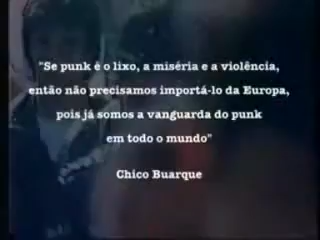 "Se punk é o lixo, a miséria e a violência,
então não precisamos importá-lo da Europa,
pois já somos a vanguarda do punk
em todo o mundo"
Chico Buarque